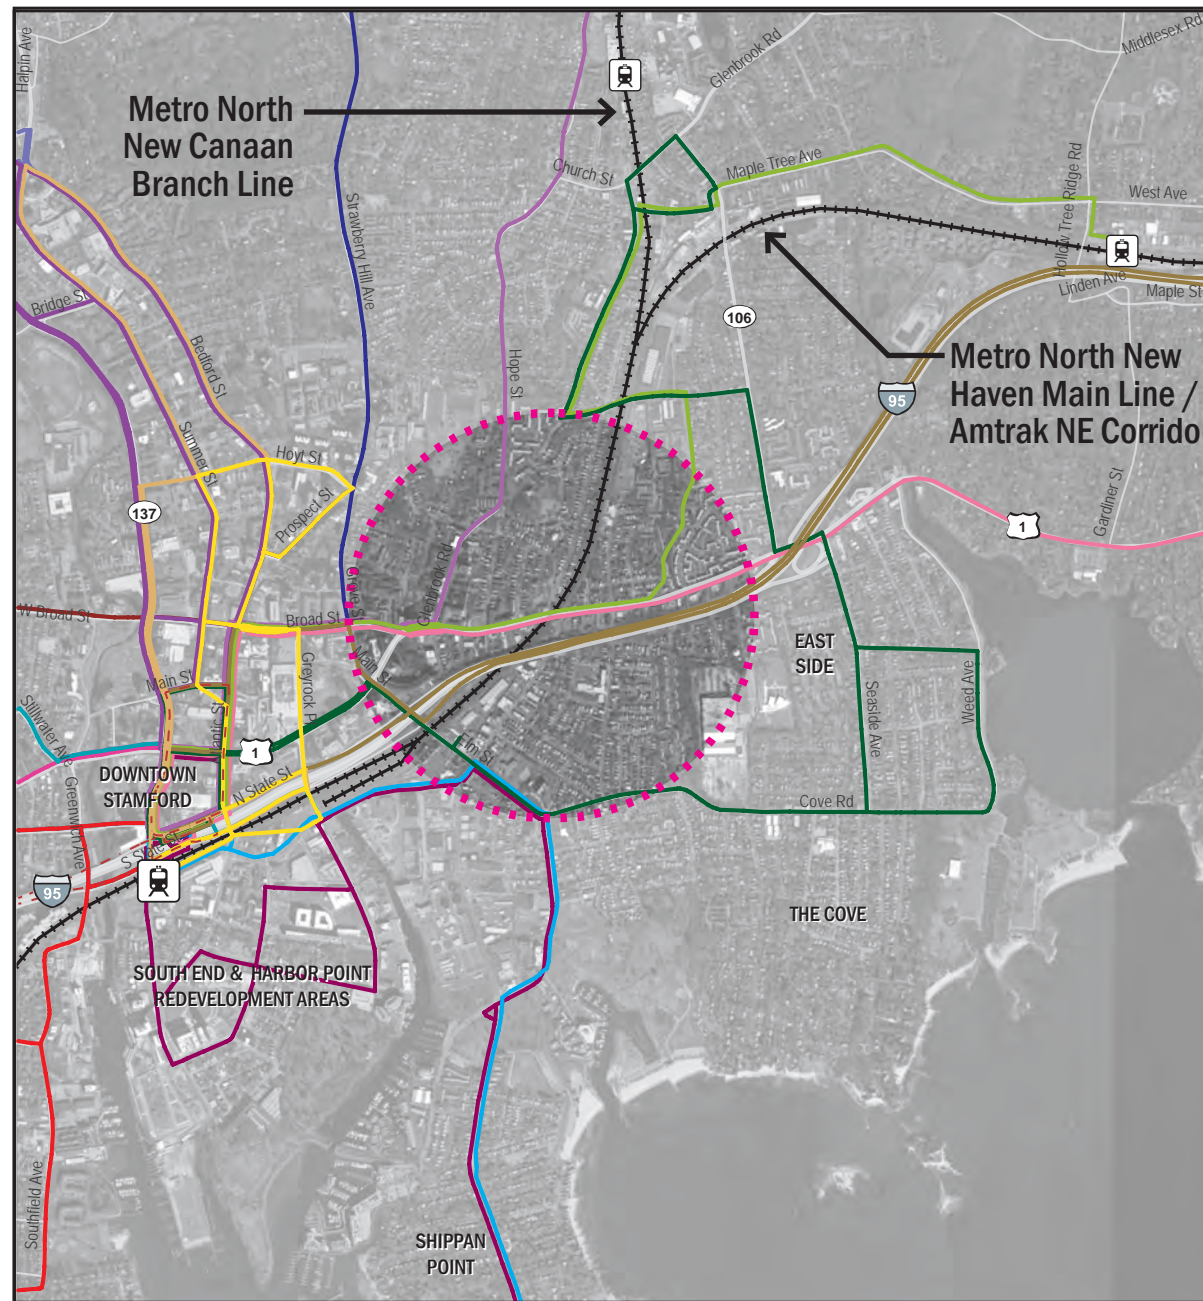 Halpin Ave
Middlesex Rd
Glenbrook Rd
Metro North
New Canaan
Branch Line
Church St
Maple Tree Ave
West Ave
Hollow Tree Ridge Rd
Strawberry Hill Ave
Linden Ave
Maple St
Bridge St
106
Bedford St
Hope St
Metro North New
Haven Main Line /
Amtrak NE Corrido
95
Summer St
Hoyt St
Gardiner St
137
Prospect St
1
Grove St
Glenbrook Rd
W Broad St
Broad St
EAST
SIDE
Main St
Main St
Greyrock P
Seaside Ave
Weed Ave
Stillwater Ave
antic St
1
Elm St
DOWNTOWN
STAMFORD
N State St
Cove Rd
Greenwich Ave
S State St
95
THE COVE
SOUTH END & HARBOR POINT
REDEVELOPMENT AREAS
Southfield Ave
SHIPPAN
POINT